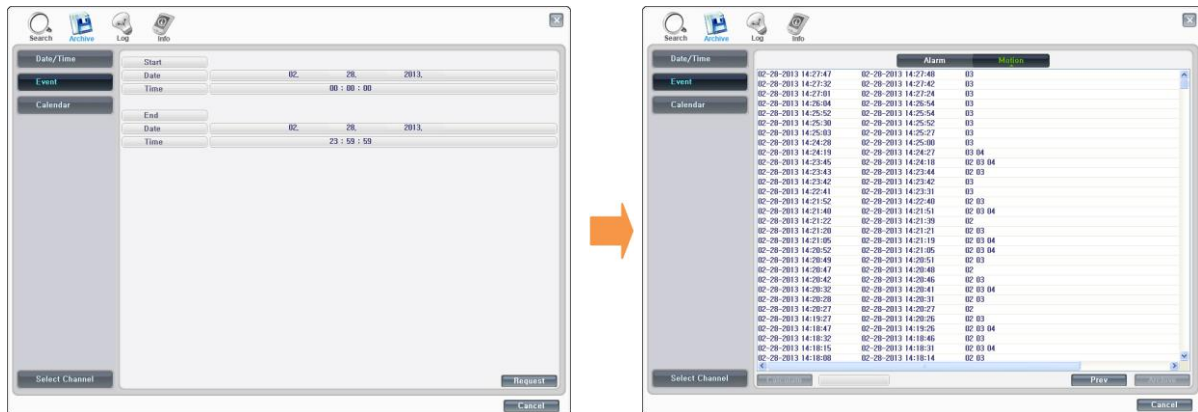 Search Archive Log Info
Date/Time
Event
Calendar
Start
Date 02, 28, 2013,
Time 00 : 00 : 00
End
Date 02, 28, 2013,
Time 23 : 59 : 59
Select Channel
Request
Cancel
Search Archive Log Info
Date/Time
Event
Calendar
Alarm Motion
02-28-2013 14:27:47 02-28-2013 14:27:48 03
02-28-2013 14:27:32 02-28-2013 14:27:42 03
02-28-2013 14:27:01 02-28-2013 14:27:24 03
02-28-2013 14:26:04 02-28-2013 14:26:54 03
02-28-2013 14:25:52 02-28-2013 14:25:54 03
02-28-2013 14:25:30 02-28-2013 14:25:52 03
02-28-2013 14:25:03 02-28-2013 14:25:27 03
02-28-2013 14:24:28 02-28-2013 14:25:00 03
02-28-2013 14:24:19 02-28-2013 14:24:27 03 04
02-28-2013 14:23:45 02-28-2013 14:24:18 02 03 04
02-28-2013 14:23:43 02-28-2013 14:23:44 02 03
02-28-2013 14:23:42 02-28-2013 14:23:42 03
02-28-2013 14:22:41 02-28-2013 14:23:31 03
02-28-2013 14:21:52 02-28-2013 14:22:40 02 03
02-28-2013 14:21:40 02-28-2013 14:21:51 02 03 04
02-28-2013 14:21:22 02-28-2013 14:21:39 02
02-28-2013 14:21:20 02-28-2013 14:21:21 02 03
02-28-2013 14:21:05 02-28-2013 14:21:19 02 03 04
02-28-2013 14:20:52 02-28-2013 14:21:05 02 03 04
02-28-2013 14:20:49 02-28-2013 14:20:51 02 03
02-28-2013 14:20:47 02-28-2013 14:20:48 02
02-28-2013 14:20:42 02-28-2013 14:20:46 02 03
02-28-2013 14:20:32 02-28-2013 14:20:41 02 03 04
02-28-2013 14:20:28 02-28-2013 14:20:31 02 03
02-28-2013 14:20:27 02-28-2013 14:20:27 02
02-28-2013 14:19:27 02-28-2013 14:20:26 02 03
02-28-2013 14:18:47 02-28-2013 14:19:26 02 03 04
02-28-2013 14:18:32 02-28-2013 14:18:46 02 03
02-28-2013 14:18:15 02-28-2013 14:18:31 02 03 04
02-28-2013 14:18:08 02-28-2013 14:18:14 02 03
Select Channel
Prev Archive
Cancel